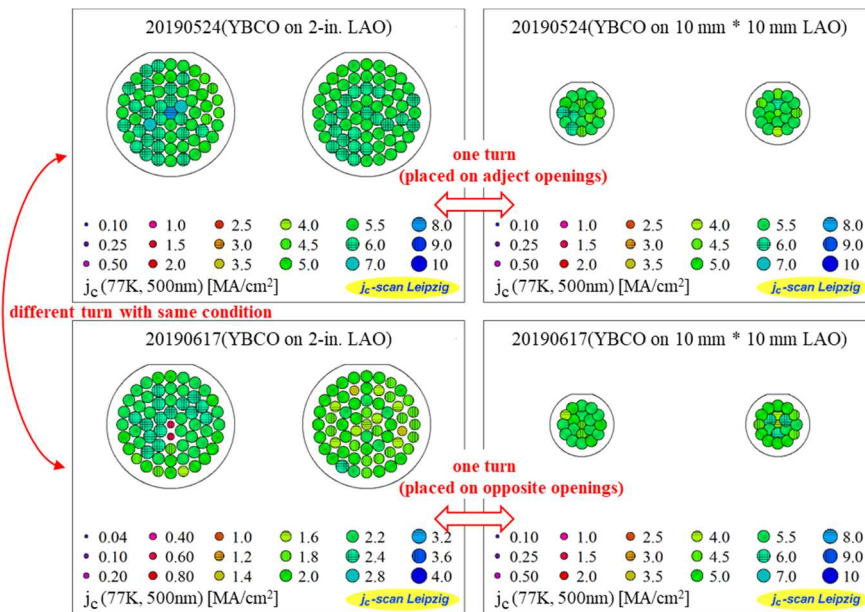 20190524(YBCO on 2-in. LAO)
0.10 1.0 2.5 4.0 5.5 8.0
0.25 1.5 3.0 4.5 6.0 9.0
0.50 2.0 3.5 5.0 7.0 10
jc (77K, 500nm) [MA/cm²]
jc-scan Leipzig
20190524(YBCO on 10 mm * 10 mm LAO)
0.10 1.0 2.5 4.0 5.5 8.0
0.25 1.5 3.0 4.5 6.0 9.0
0.50 2.0 3.5 5.0 7.0 10
jc (77K, 500nm) [MA/cm²]
jc-scan Leipzig
one turn
(placed on adject openings)
different turn with same condition
20190617(YBCO on 2-in. LAO)
0.04 0.40 1.0 1.6 2.2 3.2
0.10 0.60 1.2 1.8 2.4 3.6
0.20 0.80 1.4 2.0 2.8 4.0
jc (77K, 500nm) [MA/cm²]
jc-scan Leipzig
20190617(YBCO on 10 mm * 10 mm LAO)
0.10 1.0 2.5 4.0 5.5 8.0
0.25 1.5 3.0 4.5 6.0 9.0
0.50 2.0 3.5 5.0 7.0 10
jc (77K, 500nm) [MA/cm²]
jc-scan Leipzig
one turn
(placed on opposite openings)